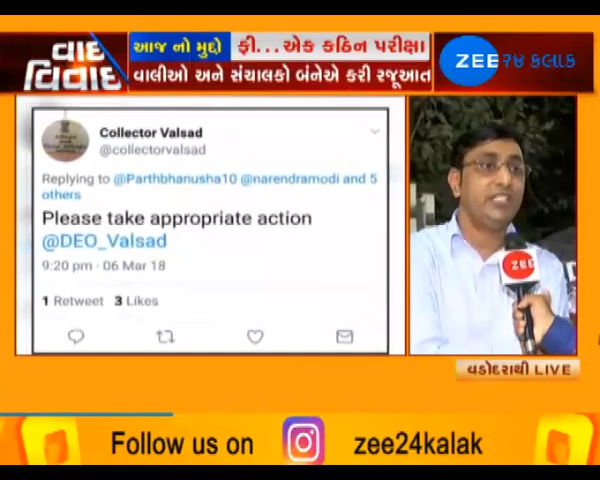 વાદ
વિવાદ
આજ નો મુદ્દો
ફી...એક કઠિન પરીક્ષા
વાલીઓ અને સંચાલકો બંનેએ કરી રજૂઆત
ZEE ૨૪ કલાક
Collector Valsad
@collectorvalsad
Replying to @Parthbhanusha10 @narendramodi and 5
others
Please take appropriate action
@DEO_Valsad
9:20 pm · 06 Mar 18
1 Retweet 3 Likes
ZEE
વડોદરાથી LIVE
Follow us on zee24kalak